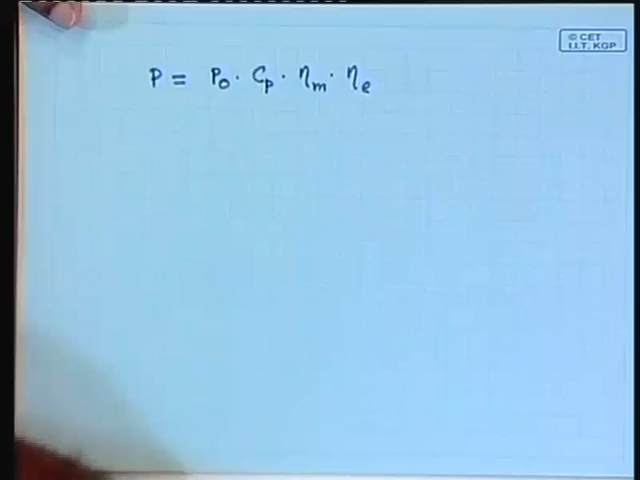 © CET
I.I.T. KGP
P = P₀ · Cₚ · ηₘ · ηₑ